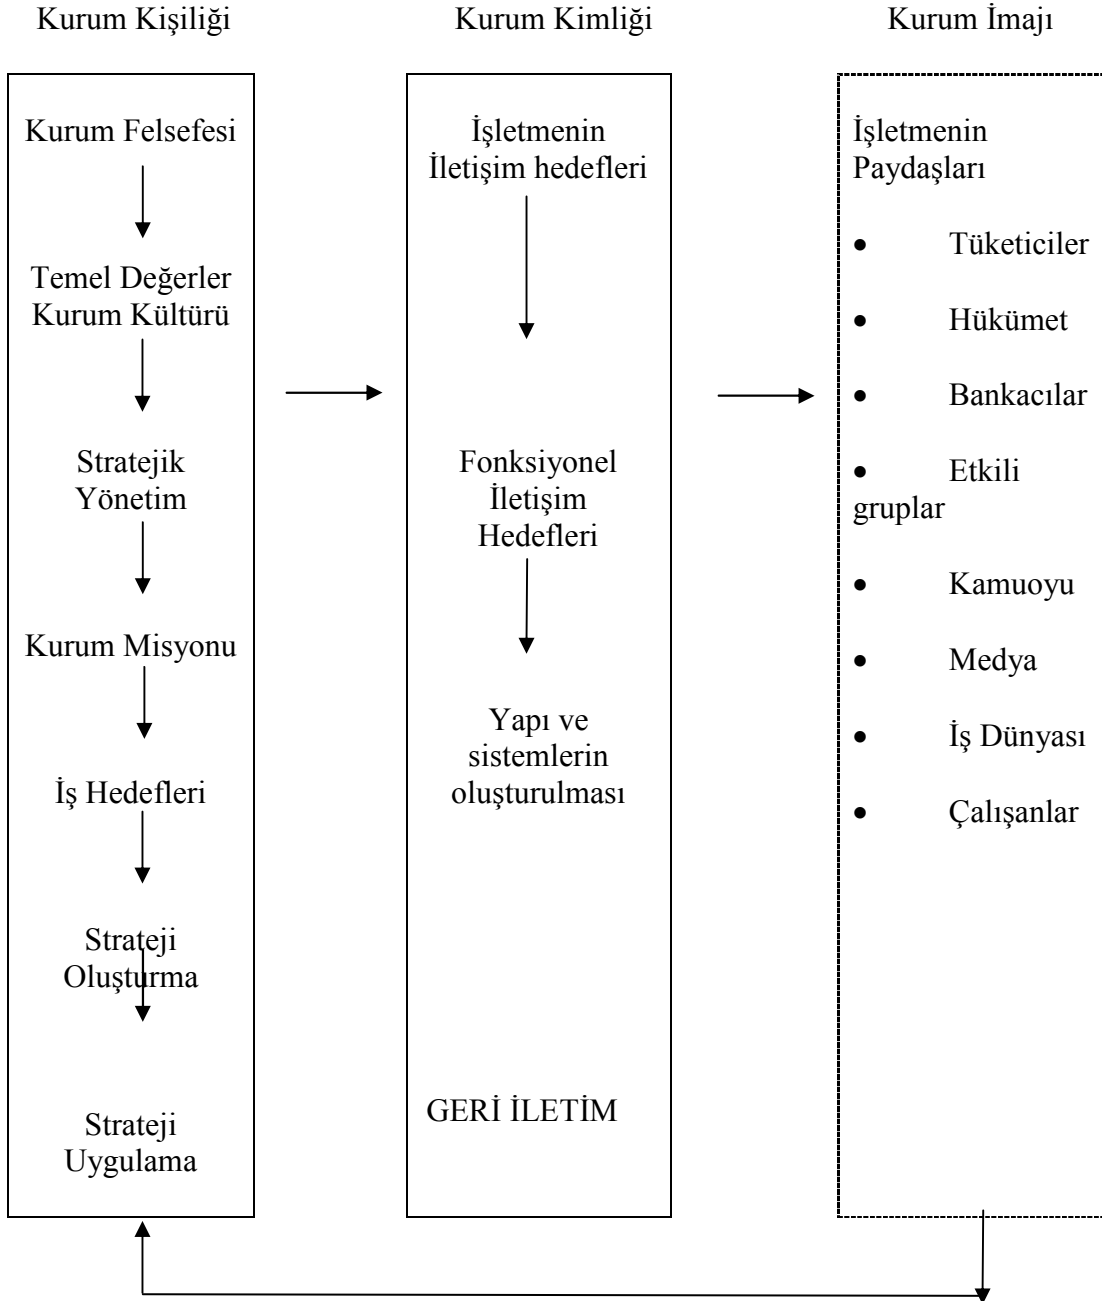 Kurum Kişiliği
Kurum Kimliği
Kurum İmajı
Kurum Felsefesi
Temel Değerler
Kurum Kültürü
Stratejik
Yönetim
Kurum Misyonu
İş Hedefleri
Strateji
Oluşturma
Strateji
Uygulama
İşletmenin
İletişim hedefleri
Fonksiyonel
İletişim
Hedefleri
Yapı ve
sistemlerin
oluşturulması
GERİ İLETİM
İşletmenin
Paydaşları
• Tüketiciler
• Hükümet
• Bankacılar
• Etkili
gruplar
• Kamuoyu
• Medya
• İş Dünyası
• Çalışanlar